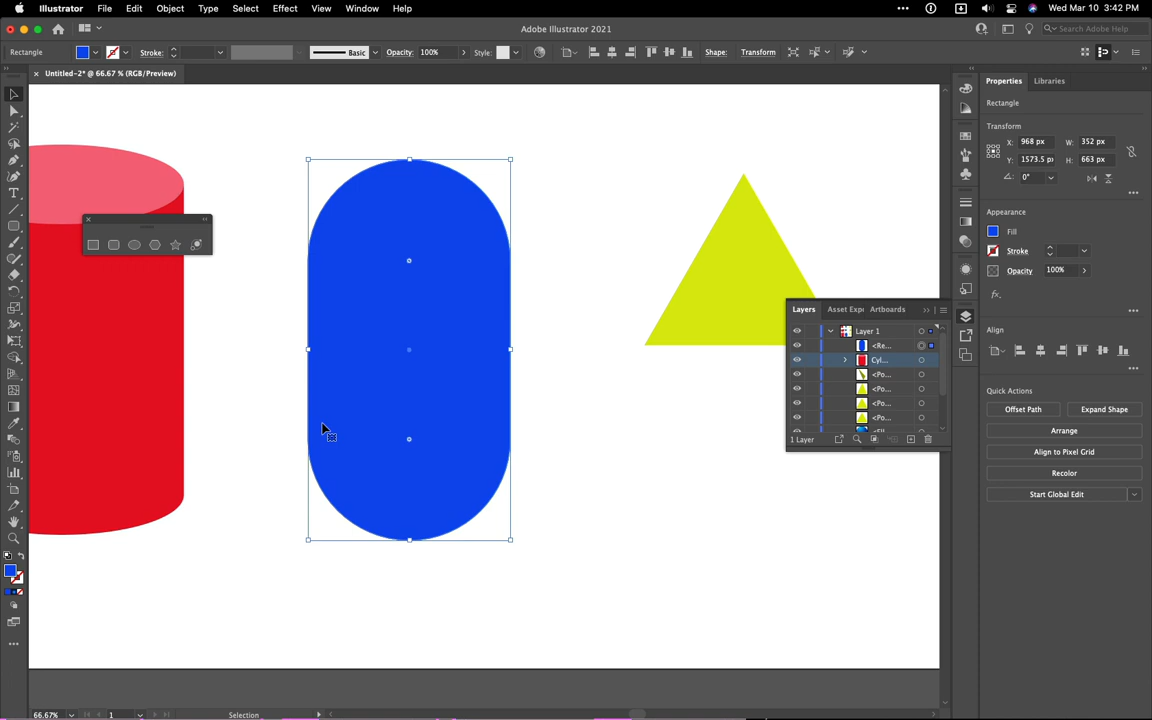 Illustrator File Edit Object Type Select Effect View Window Help Wed Mar 10 3:42 PM
Adobe Illustrator 2021 Search Adobe Help
Rectangle Stroke: Basic Opacity: 100% Style: Shape: Transform
× Untitled-2* @ 66.67 % (RGB/Preview)
Properties Libraries
Rectangle
Transform
X: 968 px W: 352 px
Y: 1573.5 p H: 663 px
0°
Appearance
Fill
Stroke
Opacity 100%
fx.
Align
Quick Actions
Offset Path Expand Shape
Arrange
Align to Pixel Grid
Recolor
Start Global Edit
Layers Asset Exp Artboards
Layer 1
<Re...
Cyl...
<Po...
<Po...
<Po...
<Po...
1 Layer
66.67% 1 Selection